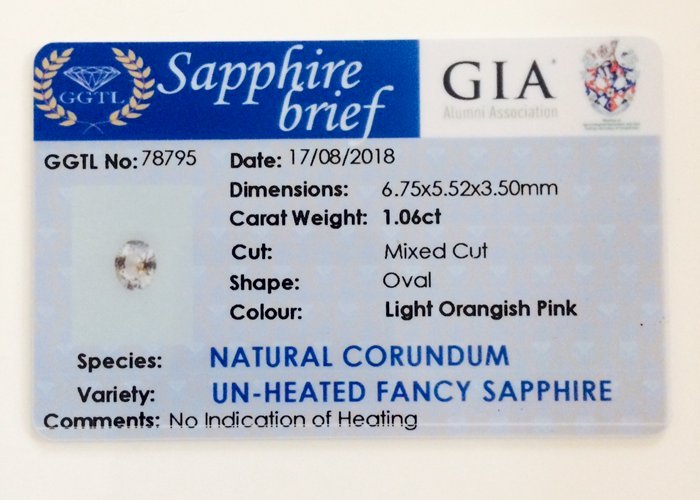 GGTL
Sapphire brief
GIA®
Alumni Association
GGTL No: 78795
Date: 17/08/2018
Dimensions: 6.75x5.52x3.50mm
Carat Weight: 1.06ct
Cut: Mixed Cut
Shape: Oval
Colour: Light Orangish Pink
Species: NATURAL CORUNDUM
Variety: UN-HEATED FANCY SAPPHIRE
Comments: No Indication of Heating